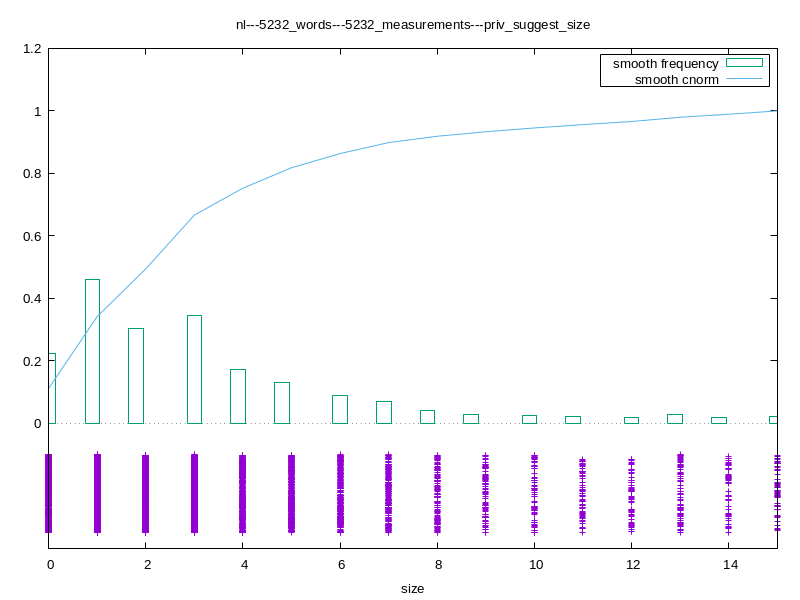 nl---5232_words---5232_measurements---priv_suggest_size
smooth frequency
smooth cnorm
1.2
1
0.8
0.6
0.4
0.2
0
0 2 4 6 8 10 12 14
size